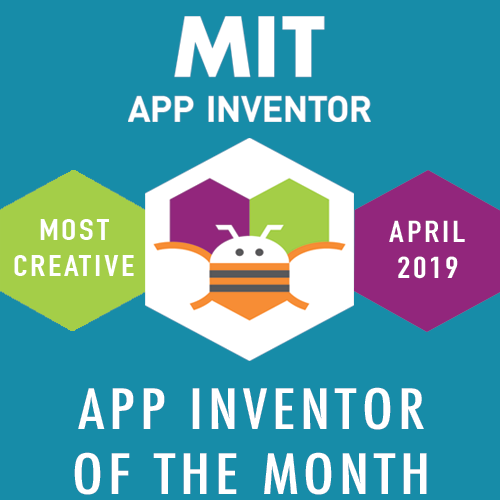 MIT
APP INVENTOR
MOST
CREATIVE
APRIL
2019
APP INVENTOR
OF THE MONTH